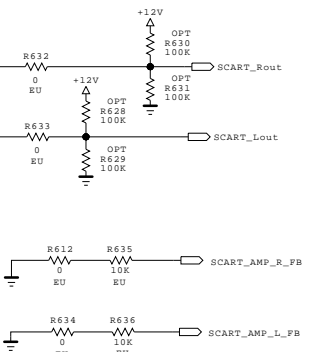 +12V
OPT
R630
100K
R632
0
EU
SCART_Rout
+12V
OPT
R631
100K
OPT
R628
100K
R633
0
EU
SCART_Lout
OPT
R629
100K
R612
0
EU
R635
10K
EU
SCART_AMP_R_FB
R634
0
R636
10K
SCART_AMP_L_FB